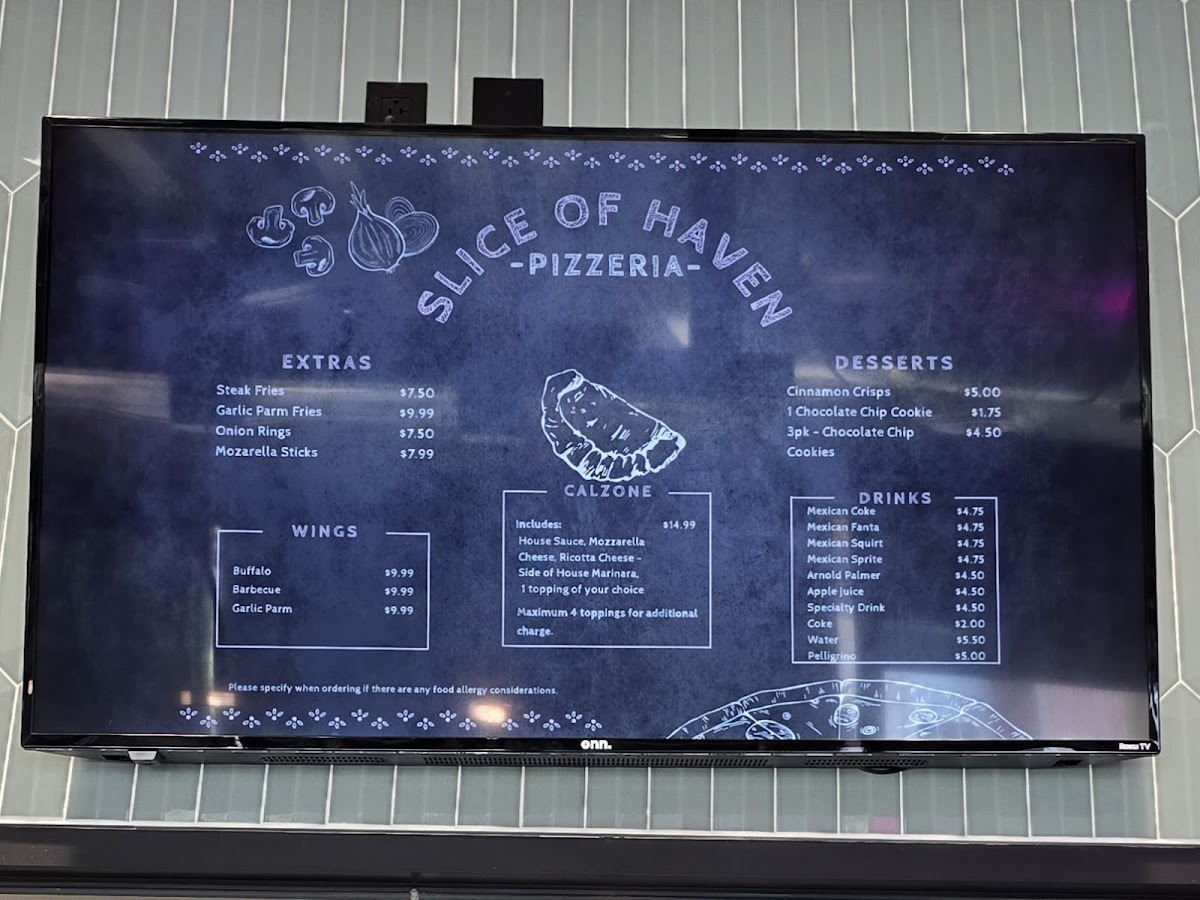 SLICE OF HAVEN
-PIZZERIA-
EXTRAS
Steak Fries $7.50
Garlic Parm Fries $9.99
Onion Rings $7.50
Mozarella Sticks $7.99
WINGS
Buffalo $9.99
Barbecue $9.99
Garlic Parm $9.99
CALZONE
Includes: $14.99
House Sauce, Mozzarella
Cheese, Ricotta Cheese -
Side of House Marinara,
1 topping of your choice
Maximum 4 toppings for additional
charge.
DESSERTS
Cinnamon Crisps $5.00
1 Chocolate Chip Cookie $1.75
3pk - Chocolate Chip $4.50
Cookies
DRINKS
Mexican Coke $4.75
Mexican Fanta $4.75
Mexican Squirt $4.75
Mexican Sprite $4.75
Arnold Palmer $4.50
Apple Juice $4.50
Specialty Drink $4.50
Coke $2.00
Water $5.50
Pelligrino $5.00
Please specify when ordering if there are any food allergy considerations.
onn.
Roku TV